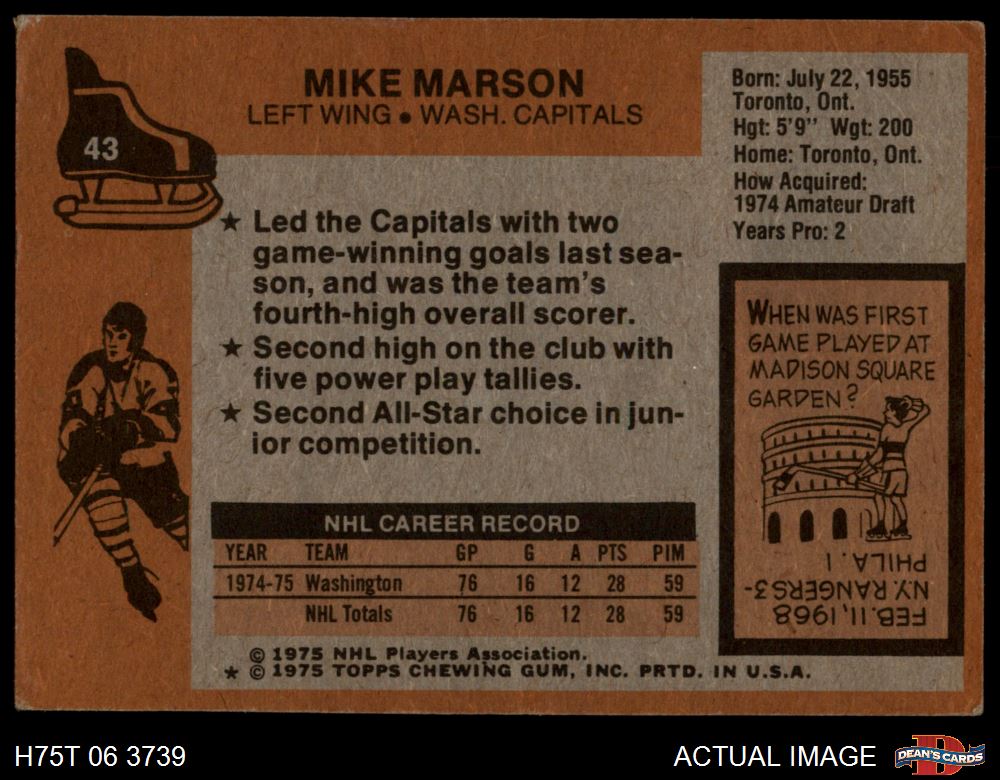 43
MIKE MARSON
LEFT WING ● WASH. CAPITALS
Born: July 22, 1955
Toronto, Ont.
Hgt: 5'9" Wgt: 200
Home: Toronto, Ont.
How Acquired:
1974 Amateur Draft
Years Pro: 2
★ Led the Capitals with two
game-winning goals last sea-
son, and was the team's
fourth-high overall scorer.
★ Second high on the club with
five power play tallies.
★ Second All-Star choice in jun-
ior competition.
WHEN WAS FIRST
GAME PLAYED AT
MADISON SQUARE
GARDEN?
FEB. 11, 1968
N.Y. RANGERS 3-
PHILA. 1
NHL CAREER RECORD
YEAR TEAM GP G A PTS PIM
1974-75 Washington 76 16 12 28 59
NHL Totals 76 16 12 28 59
© 1975 NHL Players Association.
★ © 1975 TOPPS CHEWING GUM, INC. PRTD. IN U.S.A.
H75T 06 3739
ACTUAL IMAGE
D
DEAN'S CARDS